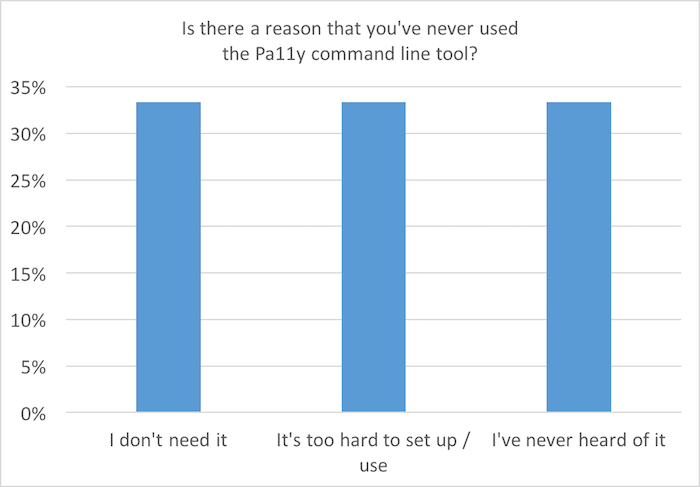 Is there a reason that you've never used
the Pa11y command line tool?
35%
30%
25%
20%
15%
10%
5%
0%
I don't need it
It's too hard to set up /
use
I've never heard of it